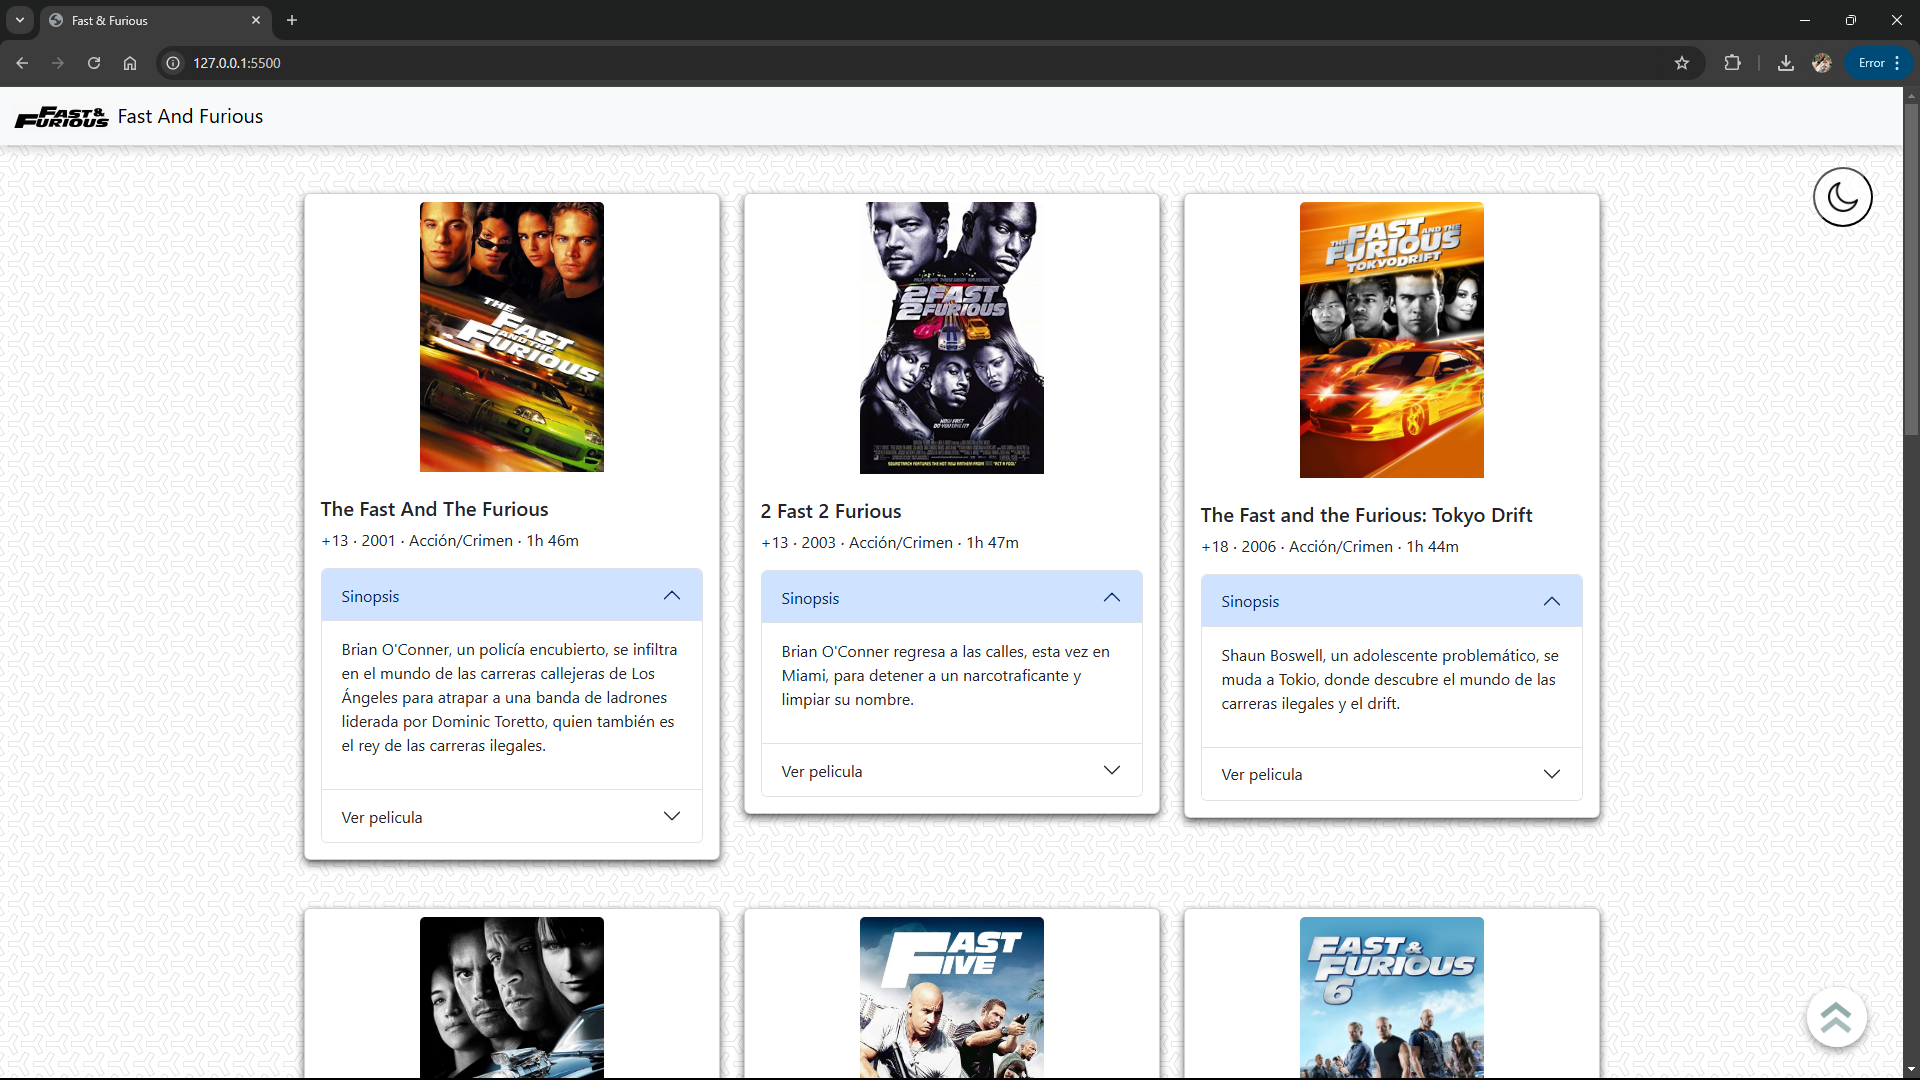 Fast & Furious
127.0.0.1:5500
Error
FAST & FURIOUS
Fast And Furious
THE FAST AND THE FURIOUS
The Fast And The Furious
+13 · 2001 · Acción/Crimen · 1h 46m
Sinopsis
Brian O'Conner, un policía encubierto, se infiltra
en el mundo de las carreras callejeras de Los
Ángeles para atrapar a una banda de ladrones
liderada por Dominic Toretto, quien también es
el rey de las carreras ilegales.
Ver pelicula
2 FAST
2 FURIOUS
HOW FAST
DO YOU WANT IT?
2 Fast 2 Furious
+13 · 2003 · Acción/Crimen · 1h 47m
Sinopsis
Brian O'Conner regresa a las calles, esta vez en
Miami, para detener a un narcotraficante y
limpiar su nombre.
Ver pelicula
THE FAST AND THE
FURIOUS
TOKYO DRIFT
The Fast and the Furious: Tokyo Drift
+18 · 2006 · Acción/Crimen · 1h 44m
Sinopsis
Shaun Boswell, un adolescente problemático, se
muda a Tokio, donde descubre el mundo de las
carreras ilegales y el drift.
Ver pelicula
FAST
FIVE
FAST &
FURIOUS
6